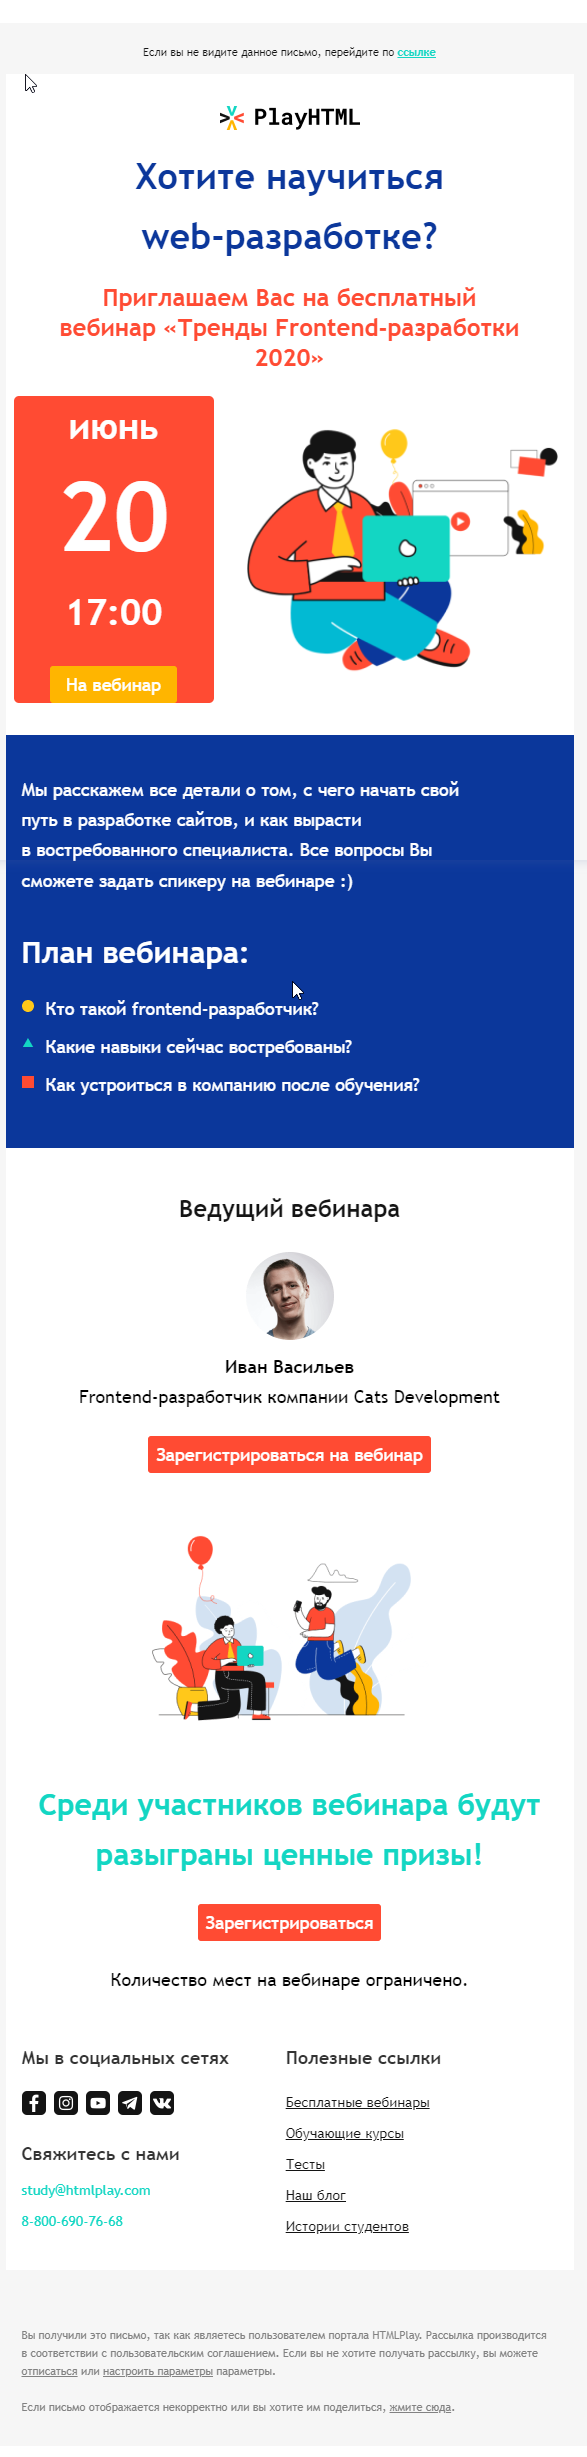 Если вы не видите данное письмо, перейдите по ссылке
PlayHTML
Хотите научиться
web-разработке?
Приглашаем Вас на бесплатный
вебинар «Тренды Frontend-разработки
2020»
июнь
20
17:00
На вебинар
Мы расскажем все детали о том, с чего начать свой
путь в разработке сайтов, и как вырасти
в востребованного специалиста. Все вопросы Вы
сможете задать спикеру на вебинаре :)
План вебинара:
Кто такой frontend-разработчик?
Какие навыки сейчас востребованы?
Как устроиться в компанию после обучения?
Ведущий вебинара
Иван Васильев
Frontend-разработчик компании Cats Development
Зарегистрироваться на вебинар
Среди участников вебинара будут
разыграны ценные призы!
Зарегистрироваться
Количество мест на вебинаре ограничено.
Мы в социальных сетях
Свяжитесь с нами
study@htmlplay.com
8-800-690-76-68
Полезные ссылки
Бесплатные вебинары
Обучающие курсы
Тесты
Наш блог
Истории студентов
Вы получили это письмо, так как являетесь пользователем портала HTMLPlay. Рассылка производится
в соответствии с пользовательским соглашением. Если вы не хотите получать рассылку, вы можете
отписаться или настроить параметры параметры.
Если письмо отображается некорректно или вы хотите им поделиться, жмите сюда.